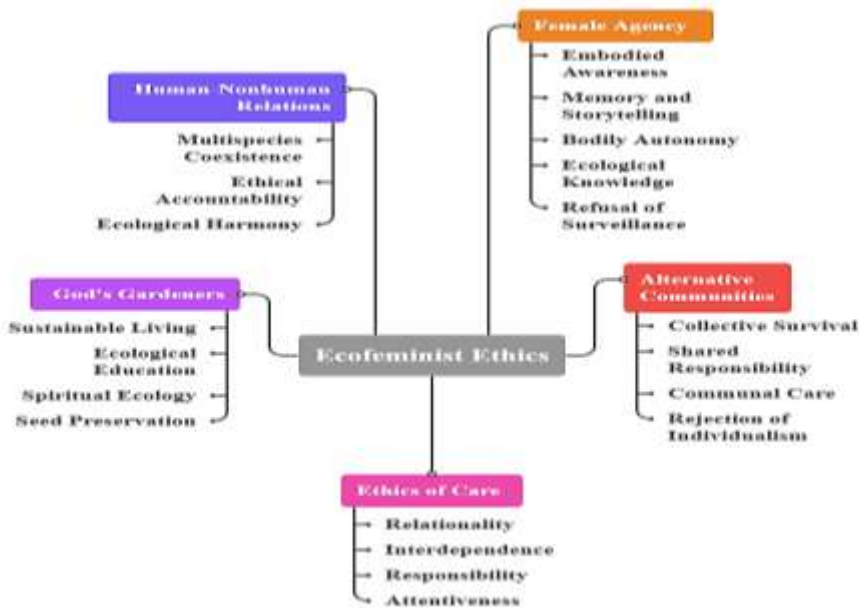 Female Agency
Embodied
Awareness
Memory and
Storytelling
Bodily Autonomy
Ecological
Knowledge
Refusal of
Surveillance
Human Nonhuman
Relations
Multispecies
Coexistence
Ethical
Accountability
Ecological Harmony
God's Gardeners
Sustainable Living
Ecological
Education
Spiritual Ecology
Seed Preservation
Alternative
Communities
Collective Survival
Shared
Responsibility
Communal Care
Rejection of
Individualism
Ecofeminist Ethics
Ethics of Care
Relationality
Interdependence
Responsibility
Attentiveness